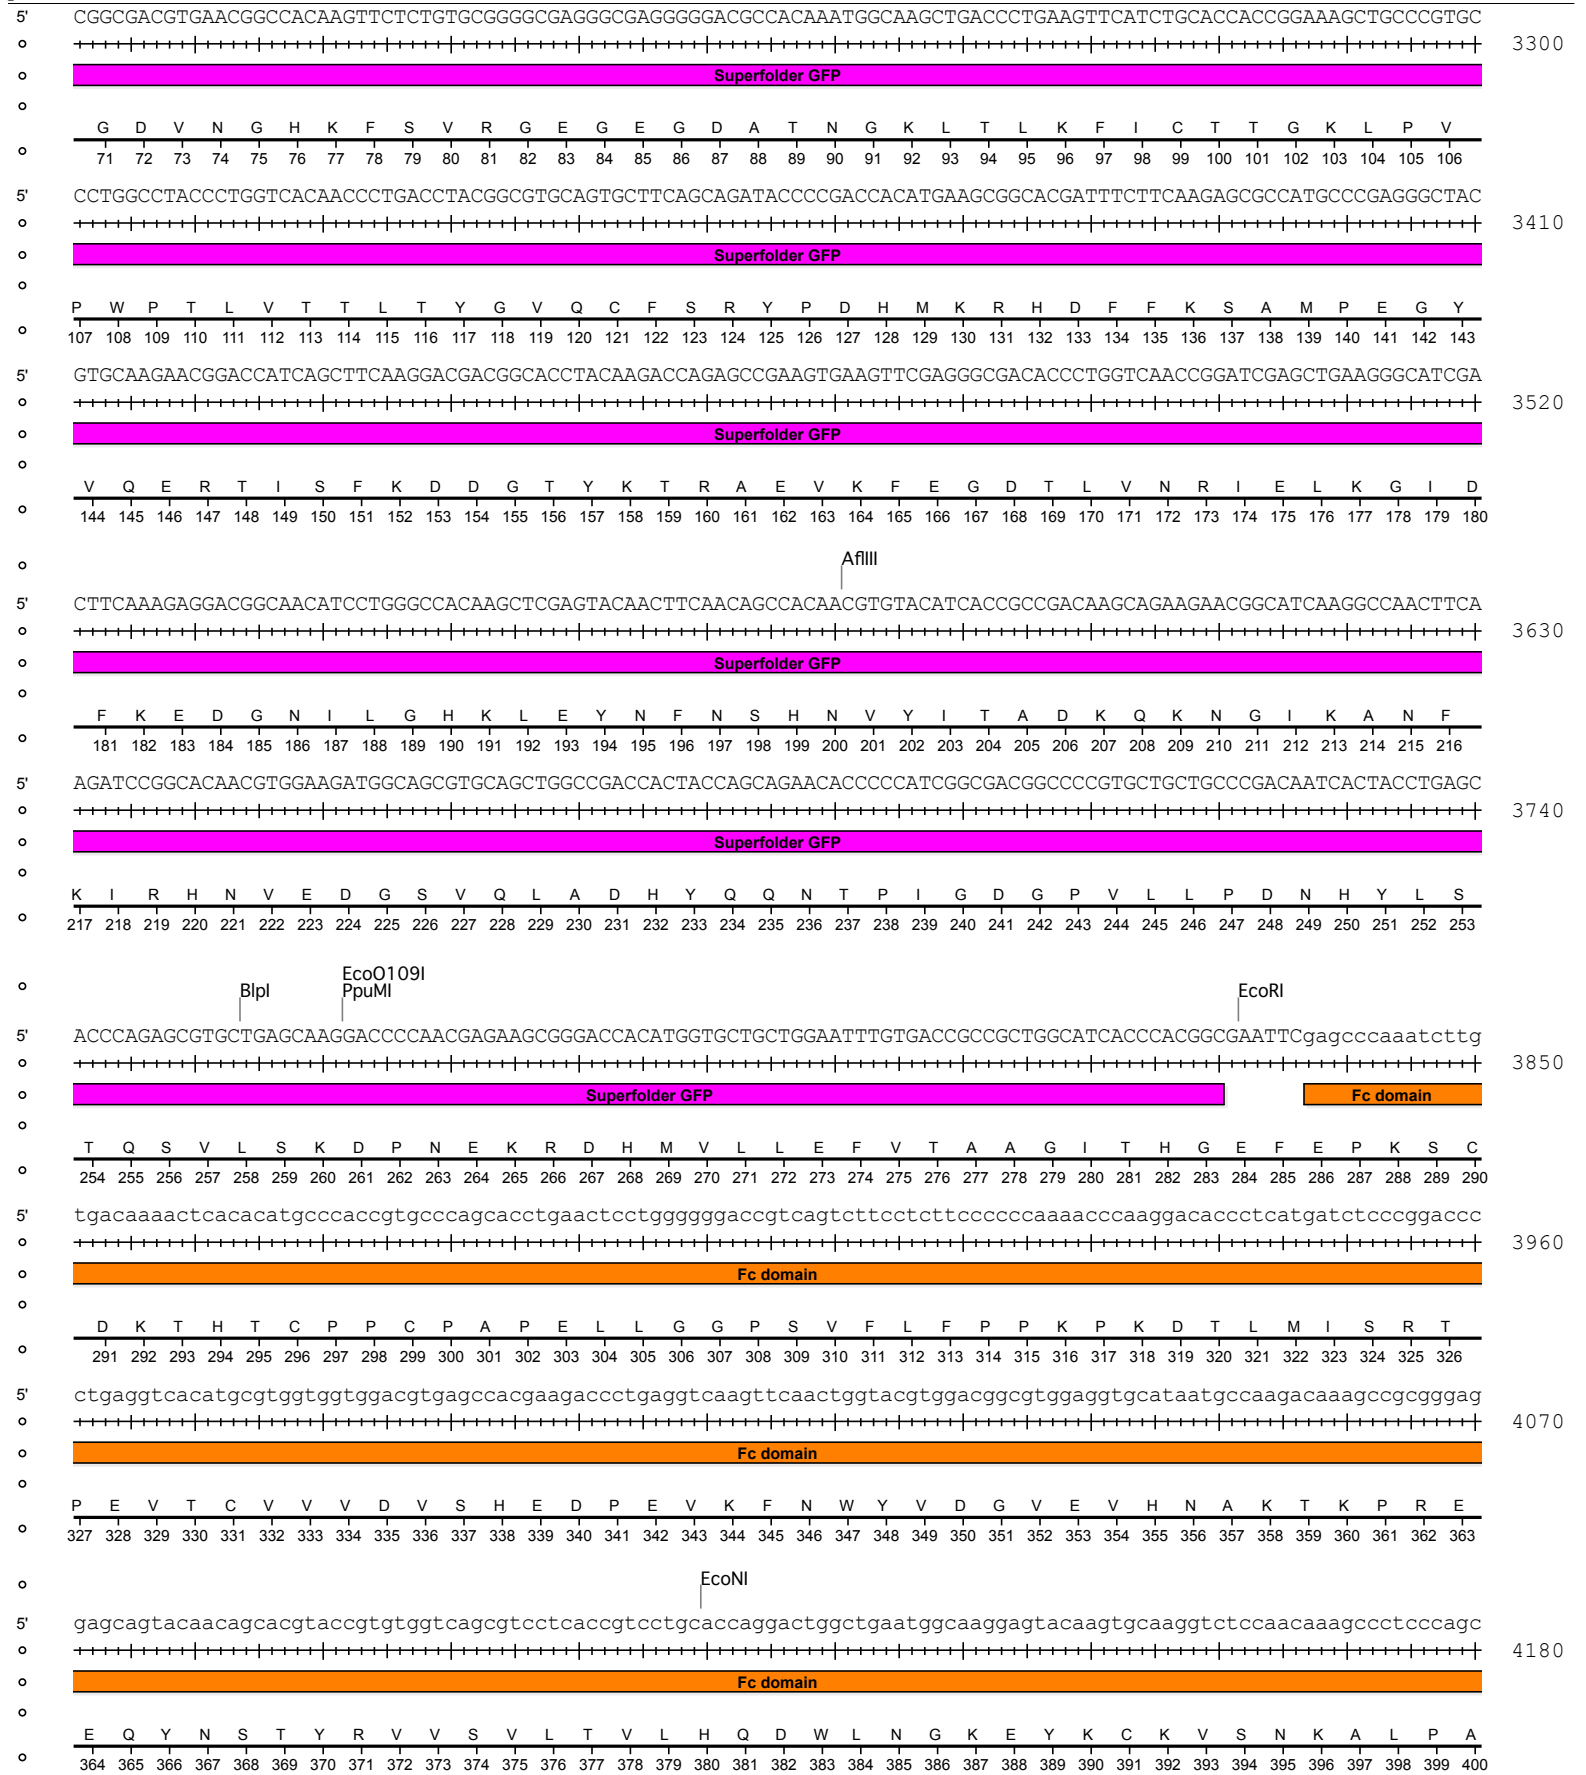 5' CGGCGACGTGAACGGCCACAAGTTCTCTGTGCGGGGCGAGGGCGAGGGGGACGCCACAAATGGCAAGCTGACCCTGAAGTTCATCTGCACCACCGGAAAGCTGCCCGTGC
3300
Superfolder GFP
G D V N G H K F S V R G E G E G D A T N G K L T L K F I C T T G K L P V
71 72 73 74 75 76 77 78 79 80 81 82 83 84 85 86 87 88 89 90 91 92 93 94 95 96 97 98 99 100 101 102 103 104 105 106
5' CCTGGCCTACCCTGGTCACAACCCTGACCTACGGCGTGCAGTGCTTCAGCAGATACCCCGACCACATGAAGCGGCACGATTTCTTCAAGAGCGCCATGCCCGAGGGCTAC
3410
Superfolder GFP
P W P T L V T T L T Y G V Q C F S R Y P D H M K R H D F F K S A M P E G Y
107 108 109 110 111 112 113 114 115 116 117 118 119 120 121 122 123 124 125 126 127 128 129 130 131 132 133 134 135 136 137 138 139 140 141 142 143
5' GTGCAAGAACGGACCATCAGCTTCAAGGACGACGGCACCTACAAGACCAGAGCCGAAGTGAAGTTCGAGGGCGACACCCTGGTCAACCGGATCGAGCTGAAGGGCATCGA
3520
Superfolder GFP
V Q E R T I S F K D D G T Y K T R A E V K F E G D T L V N R I E L K G I D
144 145 146 147 148 149 150 151 152 153 154 155 156 157 158 159 160 161 162 163 164 165 166 167 168 169 170 171 172 173 174 175 176 177 178 179 180
AflIII
5' CTTCAAAGAGGACGGCAACATCCTGGGCCACAAGCTCGAGTACAACTTCAACAGCCACAACGTGTACATCACCGCCGACAAGCAGAAGAACGGCATCAAGGCCAACTTCA
3630
Superfolder GFP
F K E D G N I L G H K L E Y N F N S H N V Y I T A D K Q K N G I K A N F
181 182 183 184 185 186 187 188 189 190 191 192 193 194 195 196 197 198 199 200 201 202 203 204 205 206 207 208 209 210 211 212 213 214 215 216
5' AGATCCGGCACAACGTGGAAGATGGCAGCGTGCAGCTGGCCGACCACTACCAGCAGAACACCCCCATCGGCGACGGCCCCGTGCTGCTGCCCGACAATCACTACCTGAGC
3740
Superfolder GFP
K I R H N V E D G S V Q L A D H Y Q Q N T P I G D G P V L L P D N H Y L S
217 218 219 220 221 222 223 224 225 226 227 228 229 230 231 232 233 234 235 236 237 238 239 240 241 242 243 244 245 246 247 248 249 250 251 252 253
EcoO109I
BlpI PpuMI EcoRI
5' ACCCAGAGCGTGCTGAGCAAGGACCCCAACGAGAAGCGGGACCACATGGTGCTGCTGGAATTTGTGACCGCCGCTGGCATCACCCACGGCGAATTCgagcccaaatcttg
3850
Superfolder GFP Fc domain
T Q S V L S K D P N E K R D H M V L L E F V T A A G I T H G E F E P K S C
254 255 256 257 258 259 260 261 262 263 264 265 266 267 268 269 270 271 272 273 274 275 276 277 278 279 280 281 282 283 284 285 286 287 288 289 290
5' tgacaaaactcacacatgcccaccgtgcccagcacctgaactcctggggggaccgtcagtcttcctcttccccccaaaacccaaggacaccctcatgatctcccggaccc
3960
Fc domain
D K T H T C P P C P A P E L L G G P S V F L F P P K P K D T L M I S R T
291 292 293 294 295 296 297 298 299 300 301 302 303 304 305 306 307 308 309 310 311 312 313 314 315 316 317 318 319 320 321 322 323 324 325 326
5' ctgaggtcacatgcgtggtggtggacgtgagccacgaagaccctgaggtcaagttcaactggtacgtggacggcgtggaggtgcataatgccaagacaaagccgcgggag
4070
Fc domain
P E V T C V V V D V S H E D P E V K F N W Y V D G V E V H N A K T K P R E
327 328 329 330 331 332 333 334 335 336 337 338 339 340 341 342 343 344 345 346 347 348 349 350 351 352 353 354 355 356 357 358 359 360 361 362 363
EcoNI
5' gagcagtacaacagcacgtaccgtgtggtcagcgtcctcaccgtcctgcaccaggactggctgaatggcaaggagtacaagtgcaaggtctccaacaaagccctcccagc
4180
Fc domain
E Q Y N S T Y R V V S V L T V L H Q D W L N G K E Y K C K V S N K A L P A
364 365 366 367 368 369 370 371 372 373 374 375 376 377 378 379 380 381 382 383 384 385 386 387 388 389 390 391 392 393 394 395 396 397 398 399 400